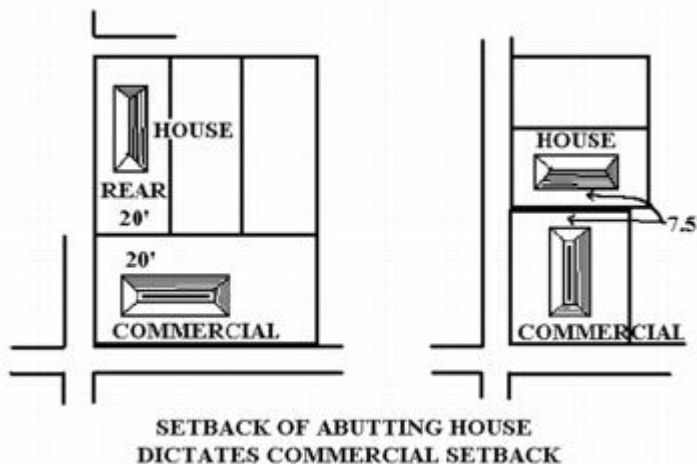 HOUSE
REAR
20'
20'
COMMERCIAL
HOUSE
7.5
COMMERCIAL
SETBACK OF ABUTTING HOUSE
DICTATES COMMERCIAL SETBACK